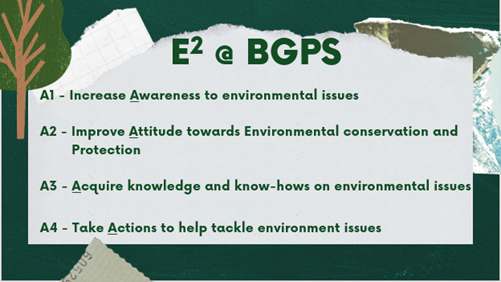 E² @ BGPS
A1 - Increase Awareness to environmental issues
A2 - Improve Attitude towards Environmental conservation and
Protection
A3 - Acquire knowledge and know-hows on environmental issues
A4 - Take Actions to help tackle environment issues